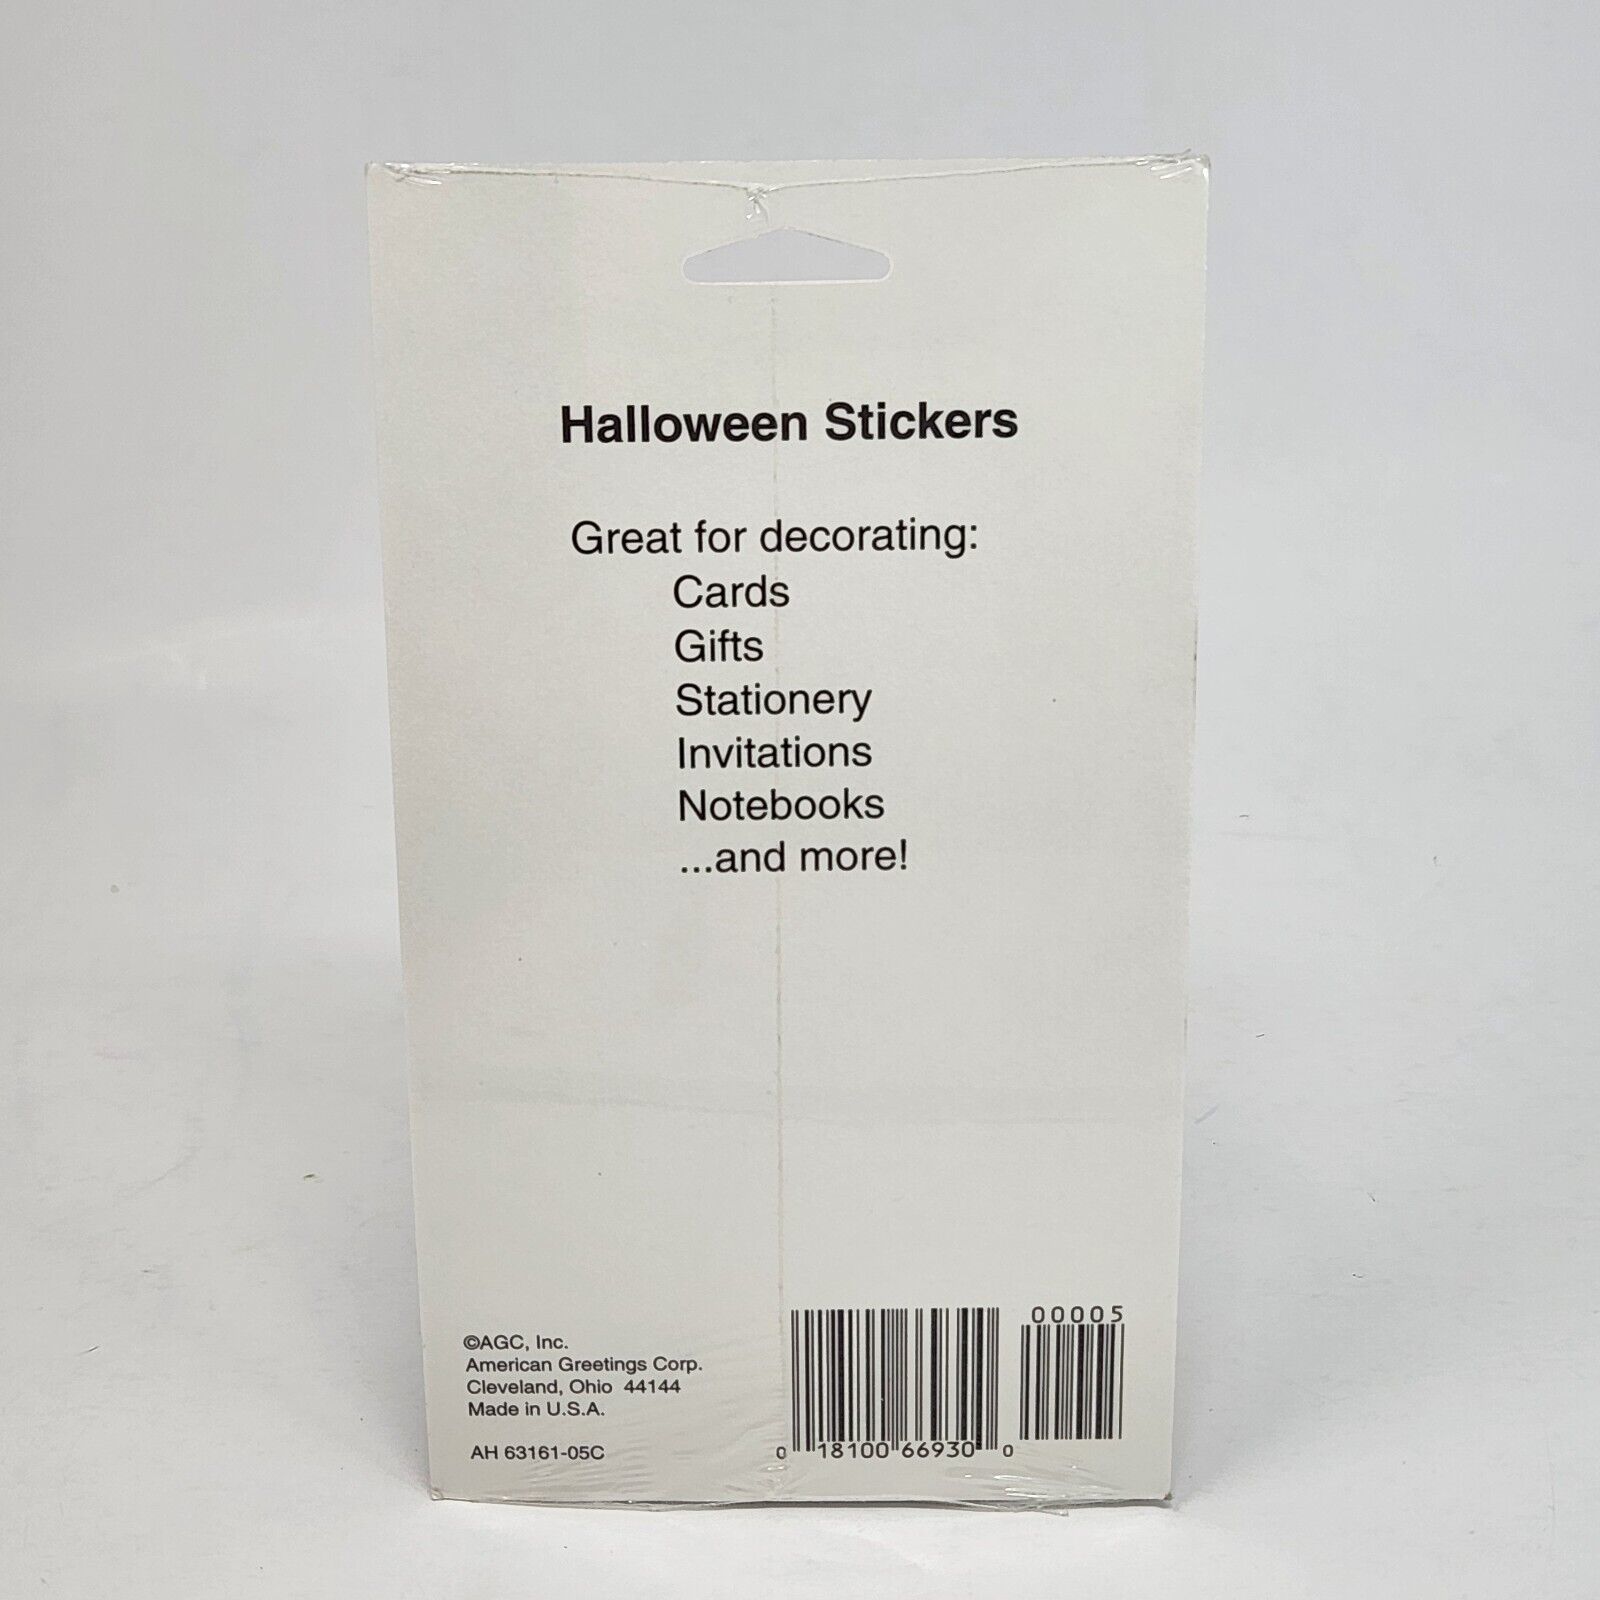 Halloween Stickers
Great for decorating:
Cards
Gifts
Stationery
Invitations
Notebooks
...and more!
©AGC, Inc.
American Greetings Corp.
Cleveland, Ohio 44144
Made in U.S.A.
AH 63161-05C
00005
0 18100 66930 0